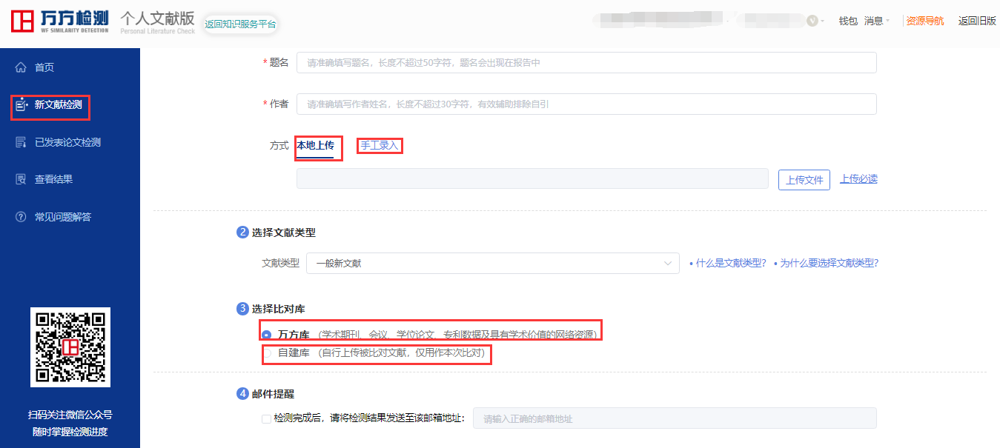 万方检测
WF SIMILARITY DETECTION
个人文献版
Personal Literature Check
返回知识服务平台
V
钱包
消息
资源导航
返回旧版
首页
新文献检测
已发表论文检测
查看结果
常见问题解答
扫码关注微信公众号
随时掌握检测进度
* 题名
请准确填写题名，长度不超过50字符，题名会出现在报告中
* 作者
请准确填写作者姓名，长度不超过30字符，有效辅助排除自引
方式
本地上传
手工录入
上传文件
上传必读
2 选择文献类型
文献类型
一般新文献
• 什么是文献类型?
• 为什么要选择文献类型?
3 选择比对库
万方库 （学术期刊、会议、学位论文、专利数据及具有学术价值的网络资源）
自建库 （自行上传被比对文献，仅用作本次比对）
4 邮件提醒
检测完成后，请将检测结果发送至该邮箱地址：
请输入正确的邮箱地址